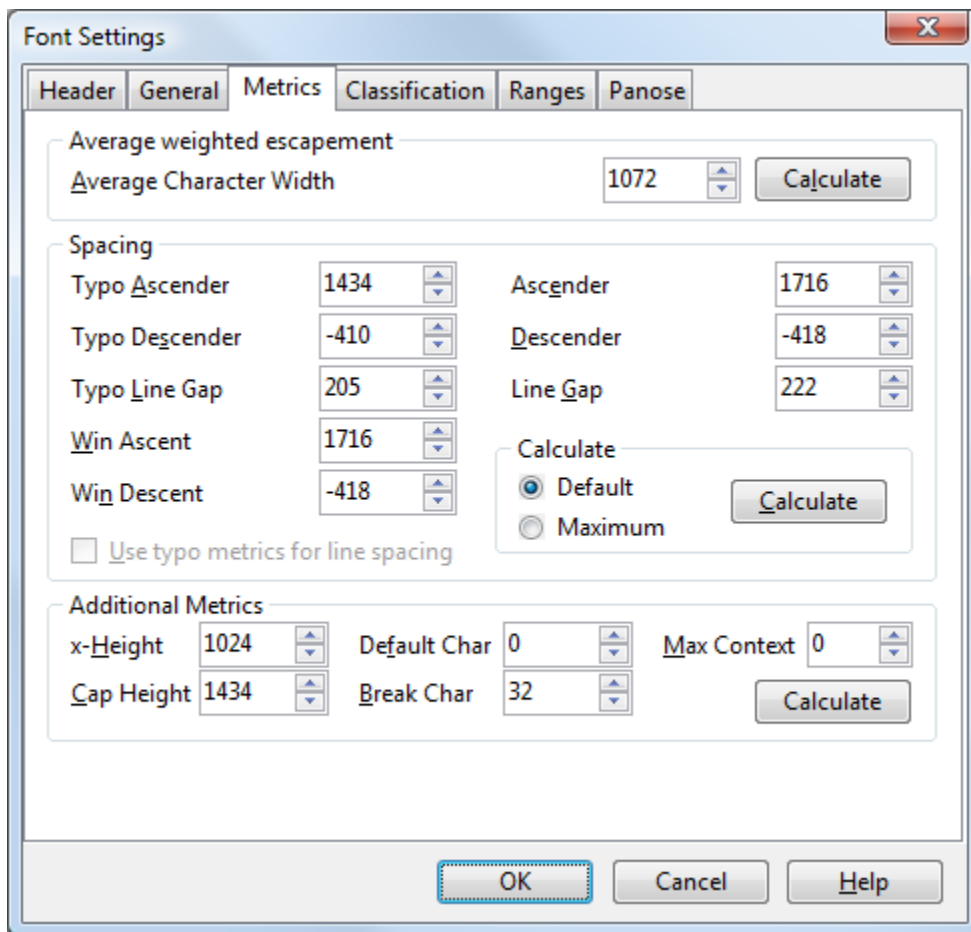 Font Settings
X
Header General Metrics Classification Ranges Panose
Average weighted escapement
Average Character Width 1072 Calculate
Spacing
Typo Ascender 1434 Ascender 1716
Typo Descender -410 Descender -418
Typo Line Gap 205 Line Gap 222
Win Ascent 1716
Calculate
Win Descent -418 Default Calculate
Maximum
Use typo metrics for line spacing
Additional Metrics
x-Height 1024 Default Char 0 Max Context 0
Cap Height 1434 Break Char 32 Calculate
OK Cancel Help